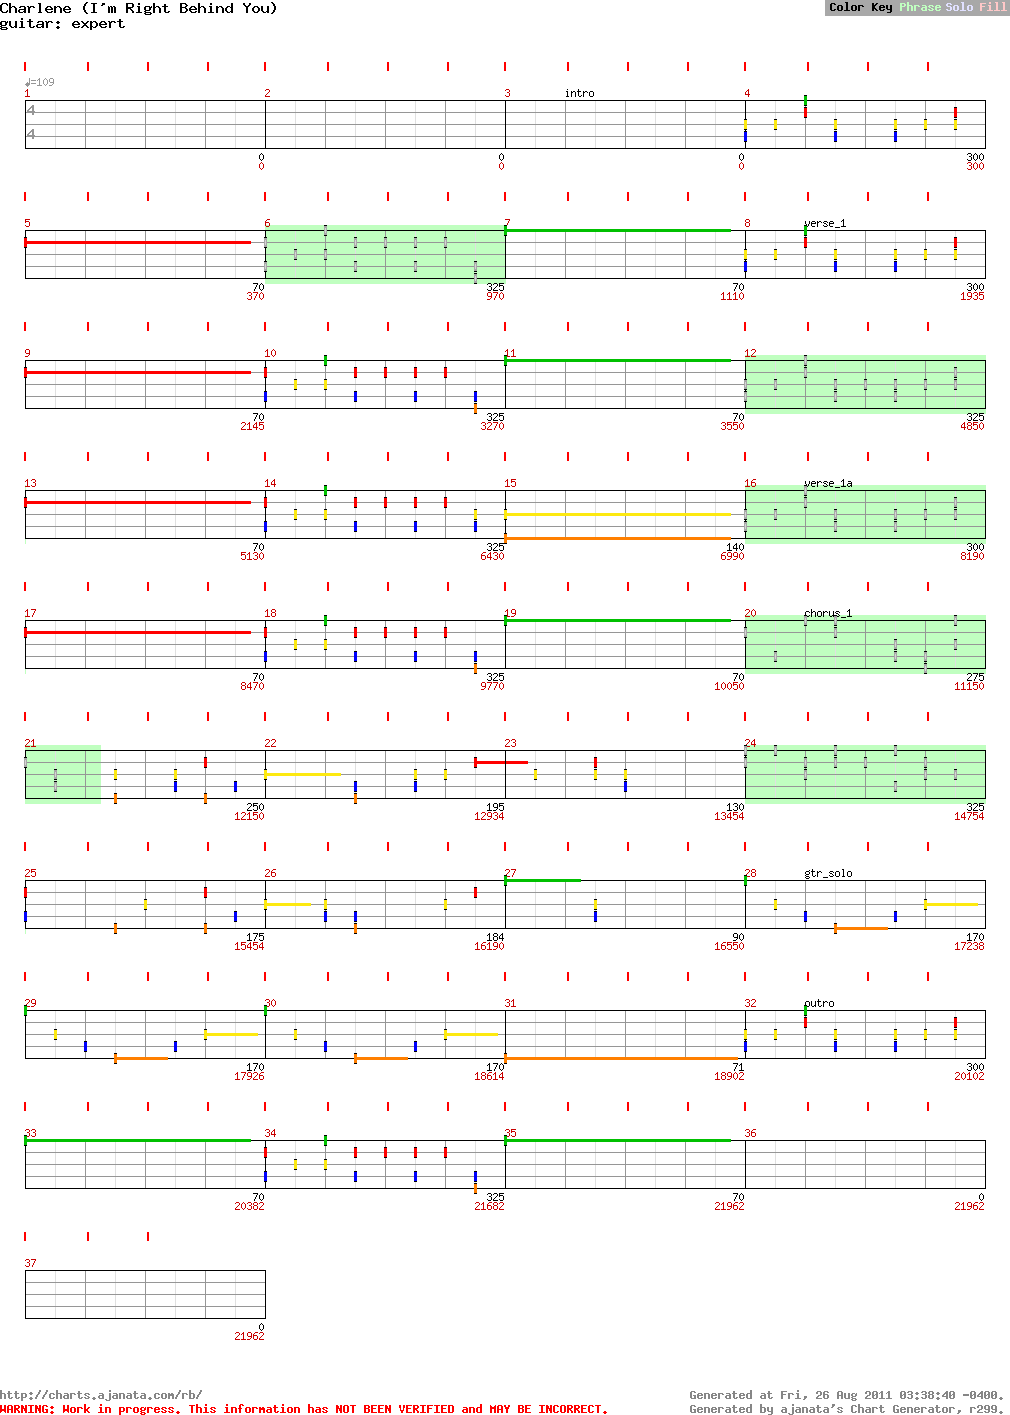 Charlene (I'm Right Behind You)
Color Key Phrase Solo Fill
guitar: expert
♩=109
1 2 3 intro 4
4
4
0 0 0 300
0 0 0 300
5 6 7 8 verse_1
70 325 70 300
370 970 1110 1935
9 10 11 12
70 325 70 325
2145 3270 3550 4850
13 14 15 16 verse_1a
70 325 140 300
5130 6430 6990 8190
17 18 19 20 chorus_1
70 325 70 275
8470 9770 10050 11150
21 22 23 24
250 195 130 325
12150 12934 13454 14754
25 26 27 28 gtr_solo
175 184 90 170
15454 16190 16550 17238
29 30 31 32 outro
170 170 71 300
17926 18614 18902 20102
33 34 35 36
70 325 70 0
20382 21682 21962 21962
37
0
21962
http://charts.ajanata.com/rb/
Generated at Fri, 26 Aug 2011 03:38:40 -0400.
WARNING: Work in progress. This information has NOT BEEN VERIFIED and MAY BE INCORRECT.
Generated by ajanata's Chart Generator, r299.